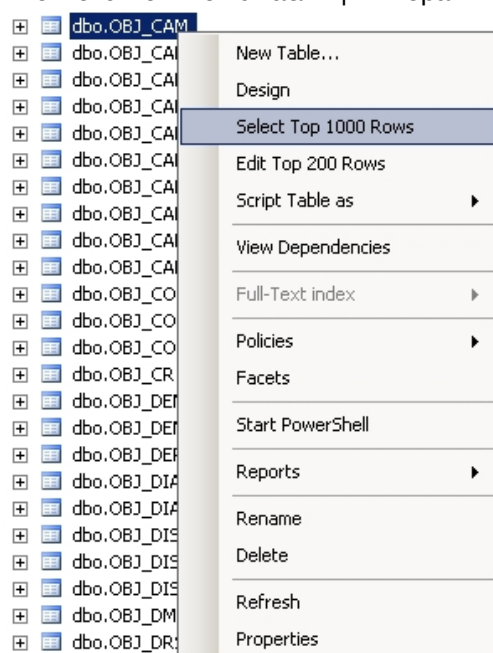 dbo.OBJ_CAM
dbo.OBJ_CA
dbo.OBJ_CA
dbo.OBJ_CA
dbo.OBJ_CA
dbo.OBJ_CA
dbo.OBJ_CA
dbo.OBJ_CA
dbo.OBJ_CA
dbo.OBJ_CA
dbo.OBJ_CO
dbo.OBJ_CO
dbo.OBJ_CO
dbo.OBJ_CR
dbo.OBJ_DE
dbo.OBJ_DE
dbo.OBJ_DE
dbo.OBJ_DIA
dbo.OBJ_DIA
dbo.OBJ_DIS
dbo.OBJ_DIS
dbo.OBJ_DIS
dbo.OBJ_DM
dbo.OBJ_DR
New Table...
Design
Select Top 1000 Rows
Edit Top 200 Rows
Script Table as
View Dependencies
Full-Text index
Policies
Facets
Start PowerShell
Reports
Rename
Delete
Refresh
Properties